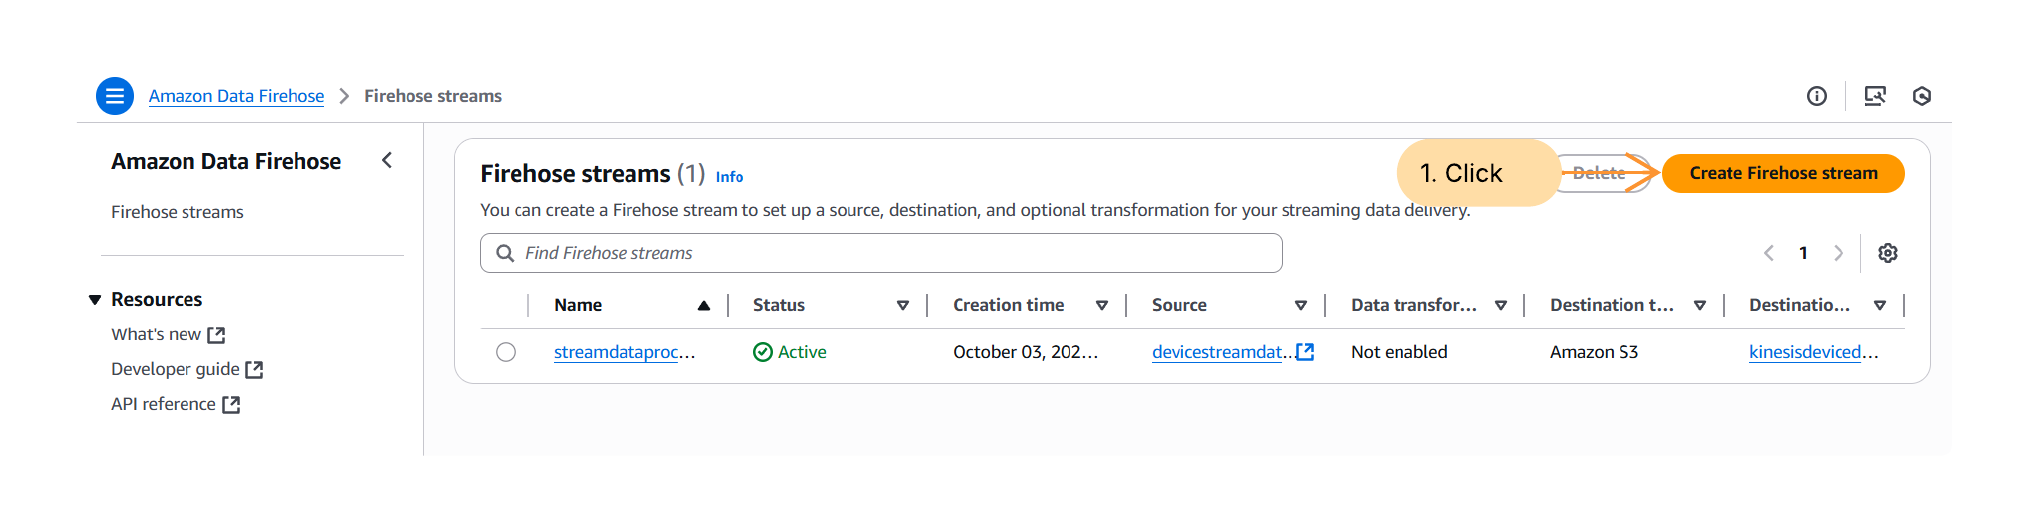 Amazon Data Firehose > Firehose streams
Amazon Data Firehose
Firehose streams
Resources
What's new
Developer guide
API reference
Firehose streams (1) Info
1. Click
Delete
Create Firehose stream
You can create a Firehose stream to set up a source, destination, and optional transformation for your streaming data delivery.
Find Firehose streams
1
Name Status Creation time Source Data transfor... Destination t... Destinatio...
streamdataproc... Active October 03, 202... devicestreamdat... Not enabled Amazon S3 kinesisdeviced...